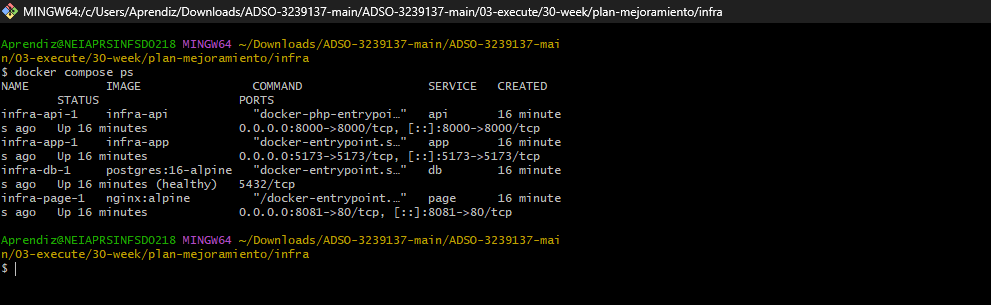 MINGW64:/c/Users/Aprendiz/Downloads/ADSO-3239137-main/ADSO-3239137-main/03-execute/30-week/plan-mejoramiento/infra
Aprendiz@NEIAPRSINFSD0218 MINGW64 ~/Downloads/ADSO-3239137-main/ADSO-3239137-mai
n/03-execute/30-week/plan-mejoramiento/infra
$ docker compose ps
NAME           IMAGE                COMMAND                  SERVICE   CREATED
        STATUS                    PORTS
infra-api-1    infra-api            "docker-php-entrypoi…"   api       16 minute
s ago   Up 16 minutes             0.0.0.0:8000->8000/tcp, [::]:8000->8000/tcp
infra-app-1    infra-app            "docker-entrypoint.s…"   app       16 minute
s ago   Up 16 minutes             0.0.0.0:5173->5173/tcp, [::]:5173->5173/tcp
infra-db-1     postgres:16-alpine   "docker-entrypoint.s…"   db        16 minute
s ago   Up 16 minutes (healthy)   5432/tcp
infra-page-1   nginx:alpine         "/docker-entrypoint.…"   page      16 minute
s ago   Up 16 minutes             0.0.0.0:8081->80/tcp, [::]:8081->80/tcp
Aprendiz@NEIAPRSINFSD0218 MINGW64 ~/Downloads/ADSO-3239137-main/ADSO-3239137-mai
n/03-execute/30-week/plan-mejoramiento/infra
$